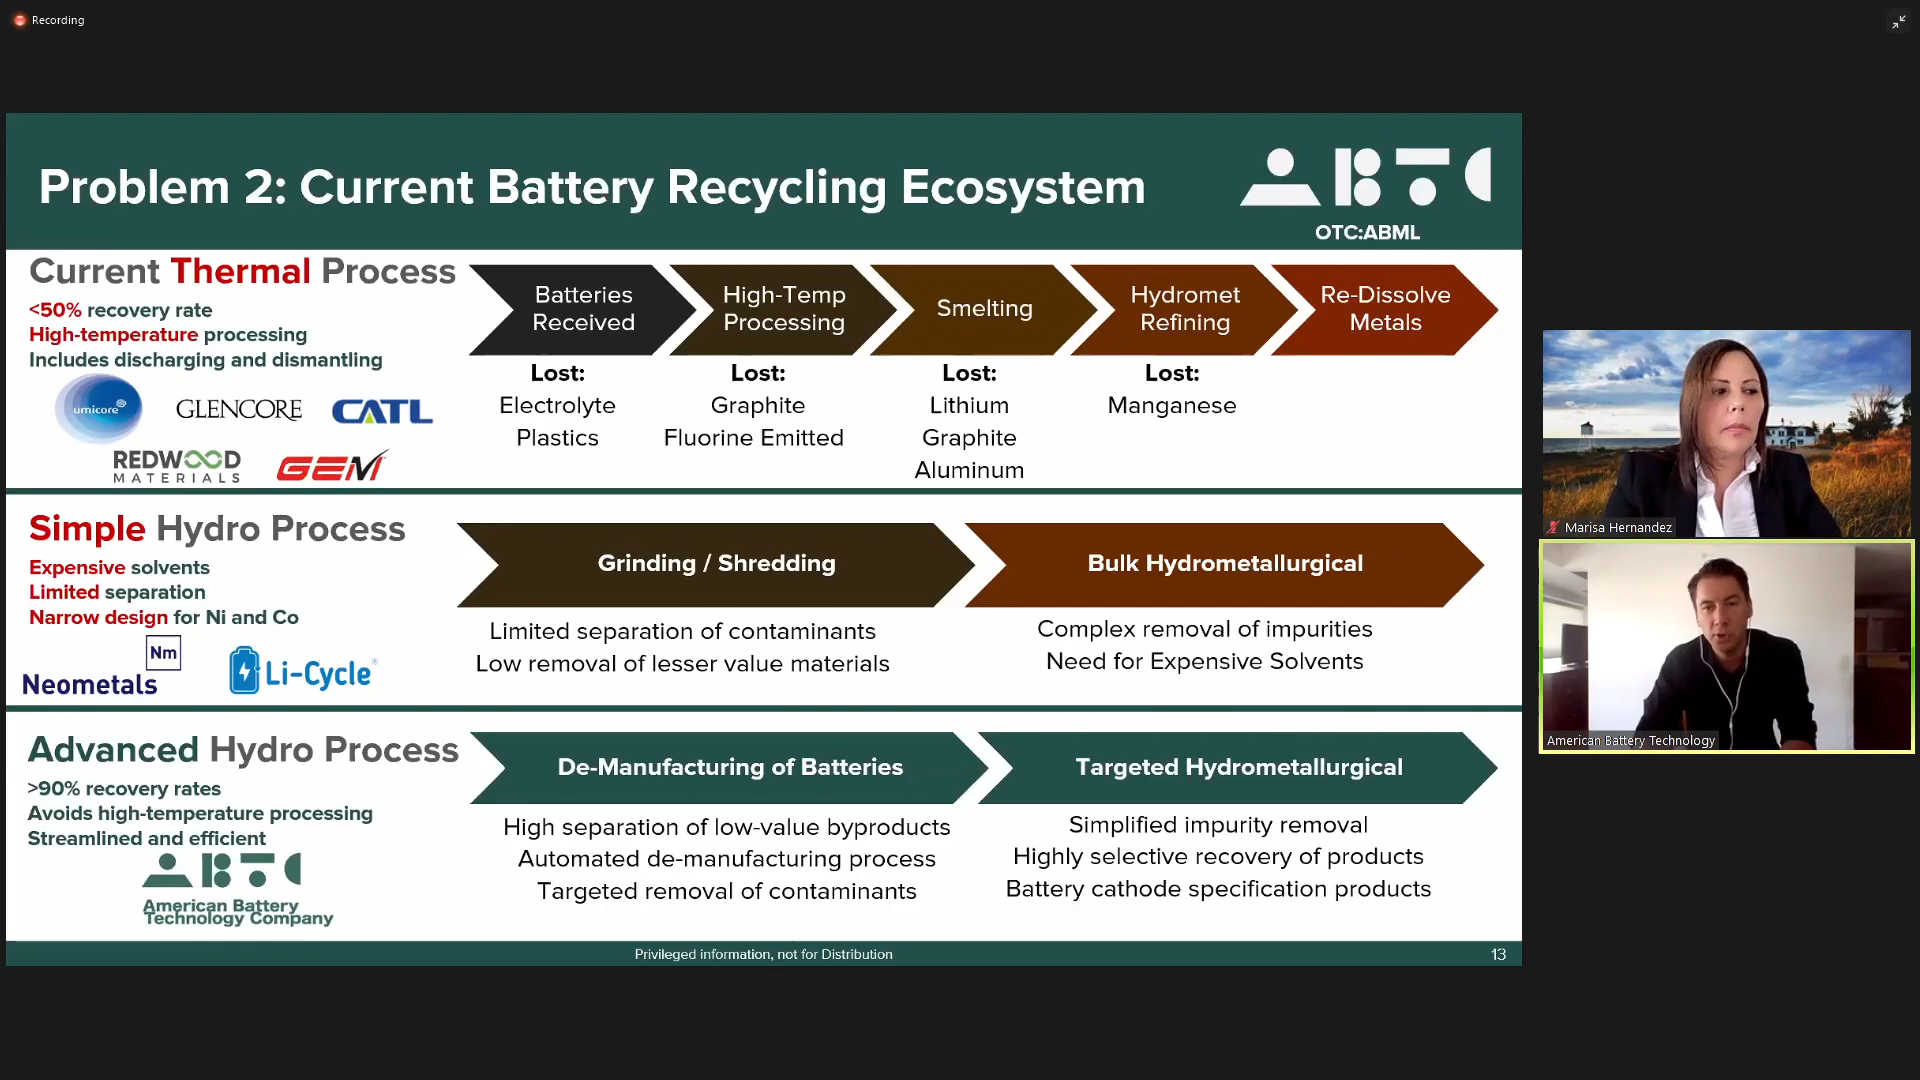 Recording
Problem 2: Current Battery Recycling Ecosystem
ABTC
OTC:ABML
Current Thermal Process
<50% recovery rate
High-temperature processing
Includes discharging and dismantling
umicore
GLENCORE
CATL
REDWOOD
MATERIALS
GEM
Batteries
Received
High-Temp
Processing
Smelting
Hydromet
Refining
Re-Dissolve
Metals
Lost:
Electrolyte
Plastics
Lost:
Graphite
Fluorine Emitted
Lost:
Lithium
Graphite
Aluminum
Lost:
Manganese
Simple Hydro Process
Expensive solvents
Limited separation
Narrow design for Ni and Co
Nm
Neometals
Li-Cycle®
Grinding / Shredding
Limited separation of contaminants
Low removal of lesser value materials
Bulk Hydrometallurgical
Complex removal of impurities
Need for Expensive Solvents
Advanced Hydro Process
>90% recovery rates
Avoids high-temperature processing
Streamlined and efficient
ABTC
American Battery
Technology Company
De-Manufacturing of Batteries
High separation of low-value byproducts
Automated de-manufacturing process
Targeted removal of contaminants
Targeted Hydrometallurgical
Simplified impurity removal
Highly selective recovery of products
Battery cathode specification products
Privileged information, not for Distribution
13
Marisa Hernandez
American Battery Technology